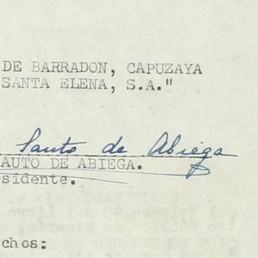 DE BARRADON, CAPUZAYA
SANTA ELENA, S.A."
Santo de Abiega
AUTO DE ABIEGA.
sidente.
chos: